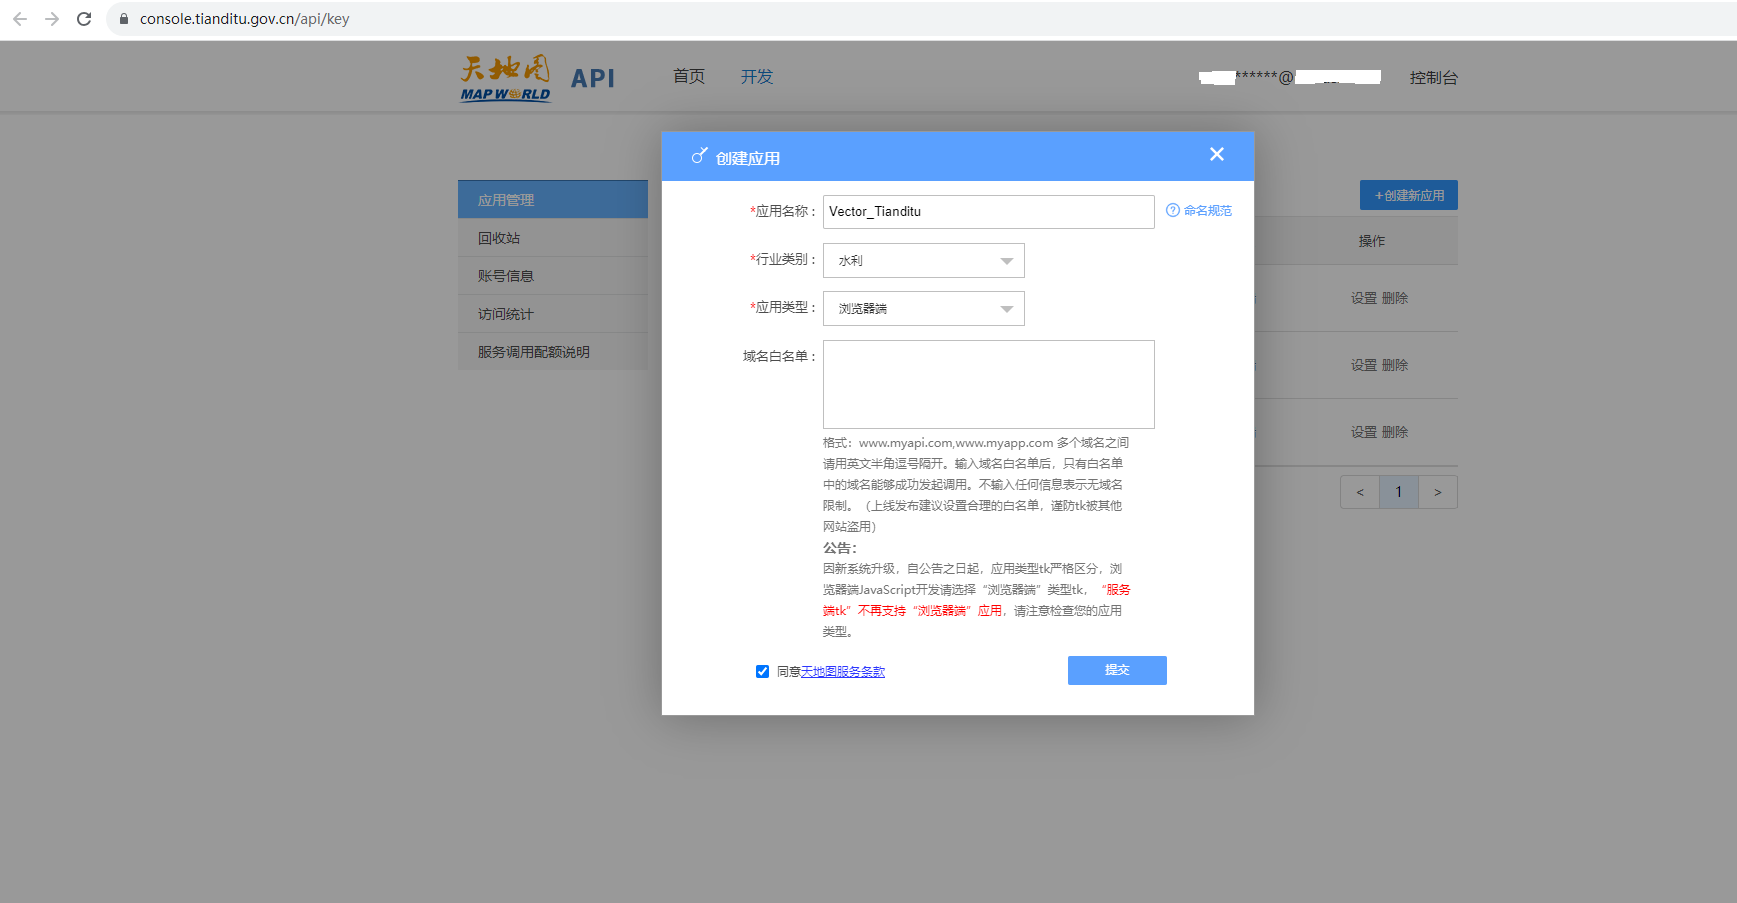 console.tianditu.gov.cn/api/key
天地图
MAP WORLD
API
首页
开发
******@
控制台
创建应用
应用管理
回收站
账号信息
访问统计
服务调用配额说明
*应用名称：
Vector_Tianditu
命名规范
*行业类别：
水利
*应用类型：
浏览器端
域名白名单：
格式：www.myapi.com,www.myapp.com 多个域名之间
请用英文半角逗号隔开。输入域名白名单后，只有白名单
中的域名能够成功发起调用。不输入任何信息表示无域名
限制。（上线发布建议设置合理的白名单，谨防tk被其他
网站盗用）
公告：
因新系统升级，自公告之日起，应用类型tk严格区分，浏
览器端JavaScript开发请选择“浏览器端”类型tk，“服务
端tk”不再支持“浏览器端”应用，请注意检查您的应用
类型。
同意天地图服务条款
提交
+创建新应用
操作
设置 删除
设置 删除
设置 删除
< 1 >